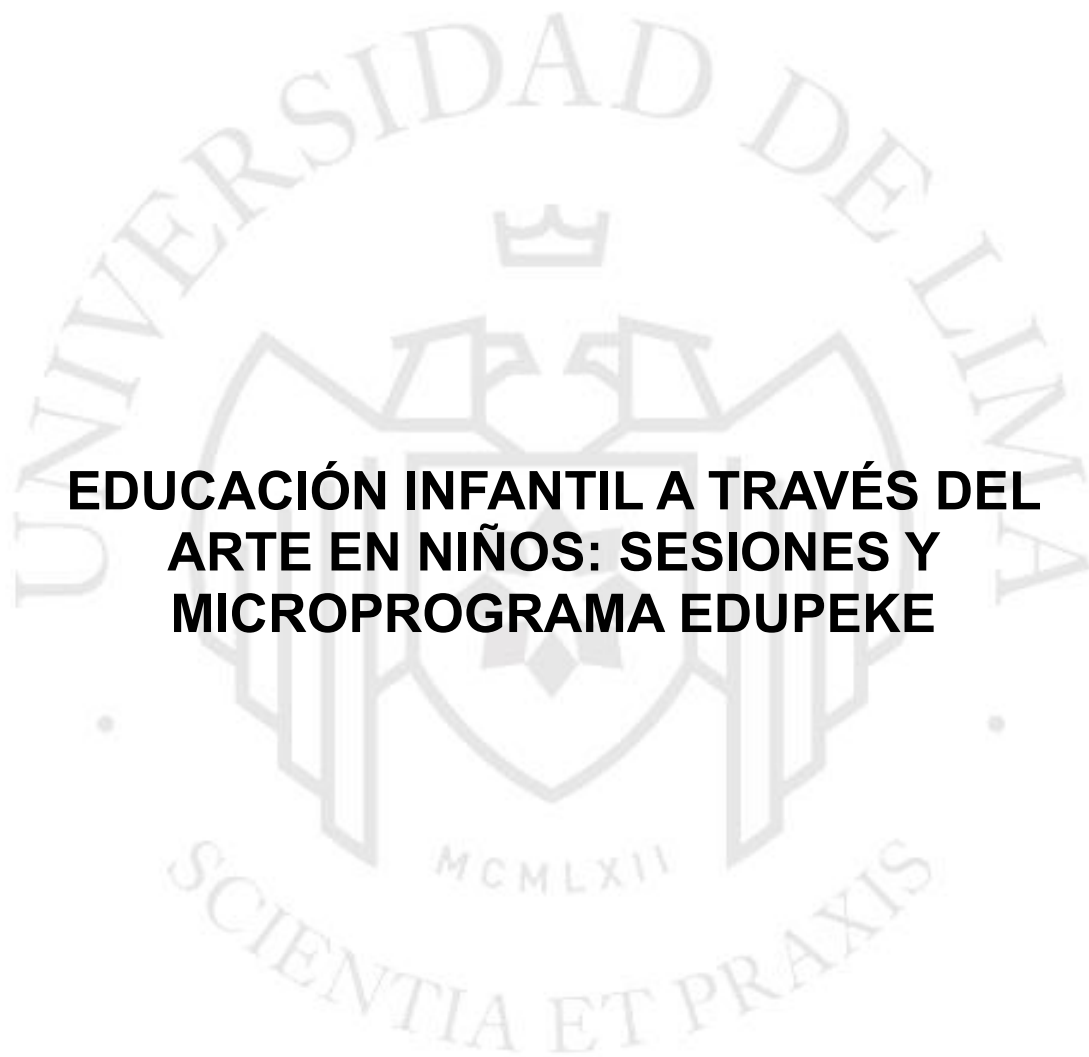 UNIVERSIDAD DE LIMA
EDUCACIÓN INFANTIL A TRAVÉS DEL
ARTE EN NIÑOS: SESIONES Y
MICROPROGRAMA EDUPEKE
MCMLXII
SCIENTIA ET PRAXIS